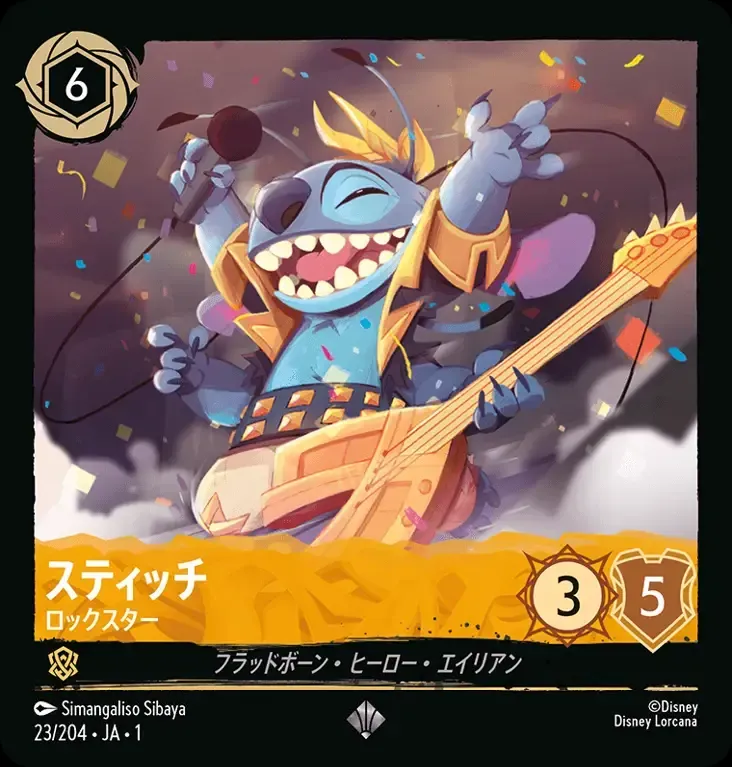 6
スティッチ
ロックスター
3
5
フラッドボーン・ヒーロー・エイリアン
Simangaliso Sibaya
23/204・JA・1
©Disney
Disney Lorcana